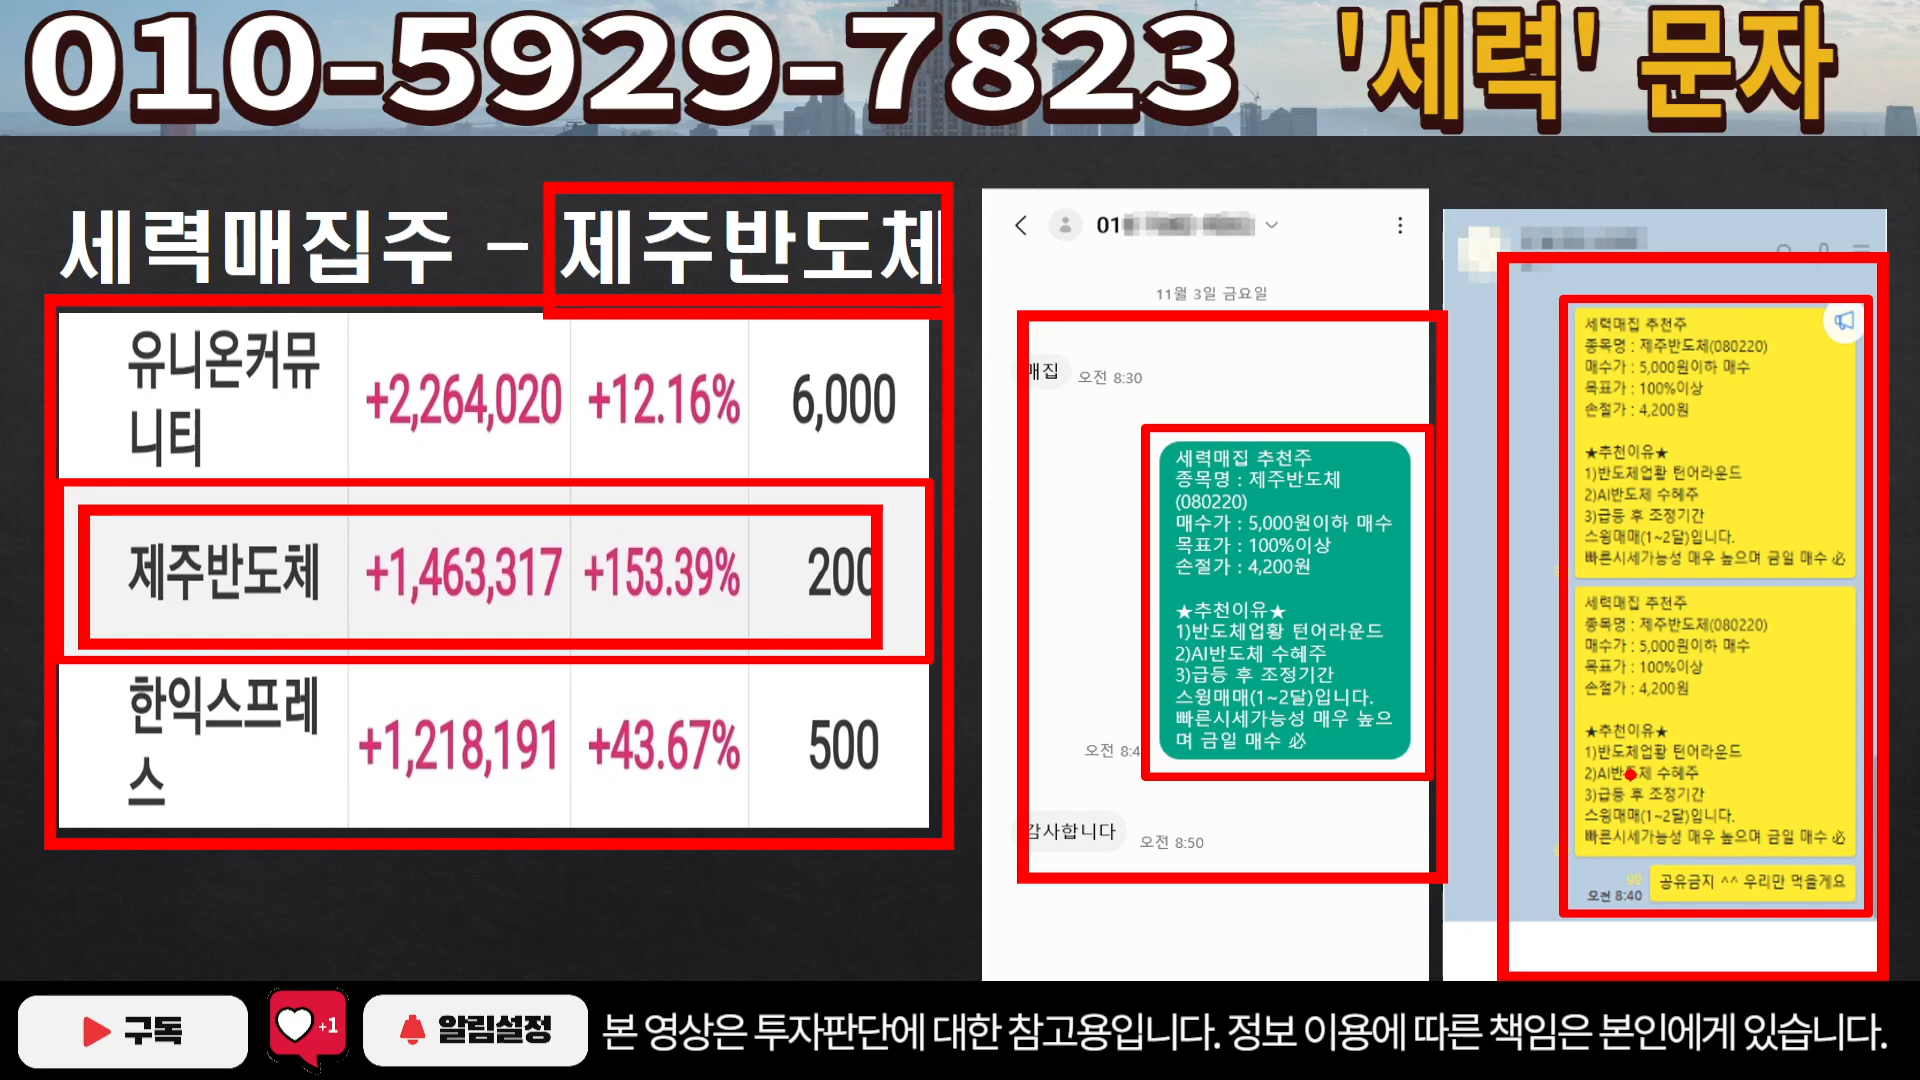 010-5929-7823 '세력' 문자
세력매집주 - 제주반도체
유니온커뮤
니티
+2,264,020 +12.16% 6,000
제주반도체 +1,463,317 +153.39% 200
한익스프레
스
+1,218,191 +43.67% 500
01
11월 3일 금요일
매집 오전 8:30
세력매집 추천주
종목명 : 제주반도체
(080220)
매수가 : 5,000원이하 매수
목표가 : 100%이상
손절가 : 4,200원
★추천이유★
1)반도체업황 턴어라운드
2)AI반도체 수혜주
3)급등 후 조정기간
스윙매매(1~2달)입니다.
빠른시세가능성 매우 높으
며 금일 매수 必
오전 8:4
감사합니다 오전 8:50
세력매집 추천주
종목명 : 제주반도체(080220)
매수가 : 5,000원이하 매수
목표가 : 100%이상
손절가 : 4,200원
★추천이유★
1)반도체업황 턴어라운드
2)AI반도체 수혜주
3)급등 후 조정기간
스윙매매(1~2달)입니다.
빠른시세가능성 매우 높으며 금일 매수 必
세력매집 추천주
종목명 : 제주반도체(080220)
매수가 : 5,000원이하 매수
목표가 : 100%이상
손절가 : 4,200원
★추천이유★
1)반도체업황 턴어라운드
2)AI반도체 수혜주
3)급등 후 조정기간
스윙매매(1~2달)입니다.
빠른시세가능성 매우 높으며 금일 매수 必
오전 8:40 공유금지 ^^ 우리만 먹을게요
구독 +1 알림설정 본 영상은 투자판단에 대한 참고용입니다. 정보 이용에 따른 책임은 본인에게 있습니다.